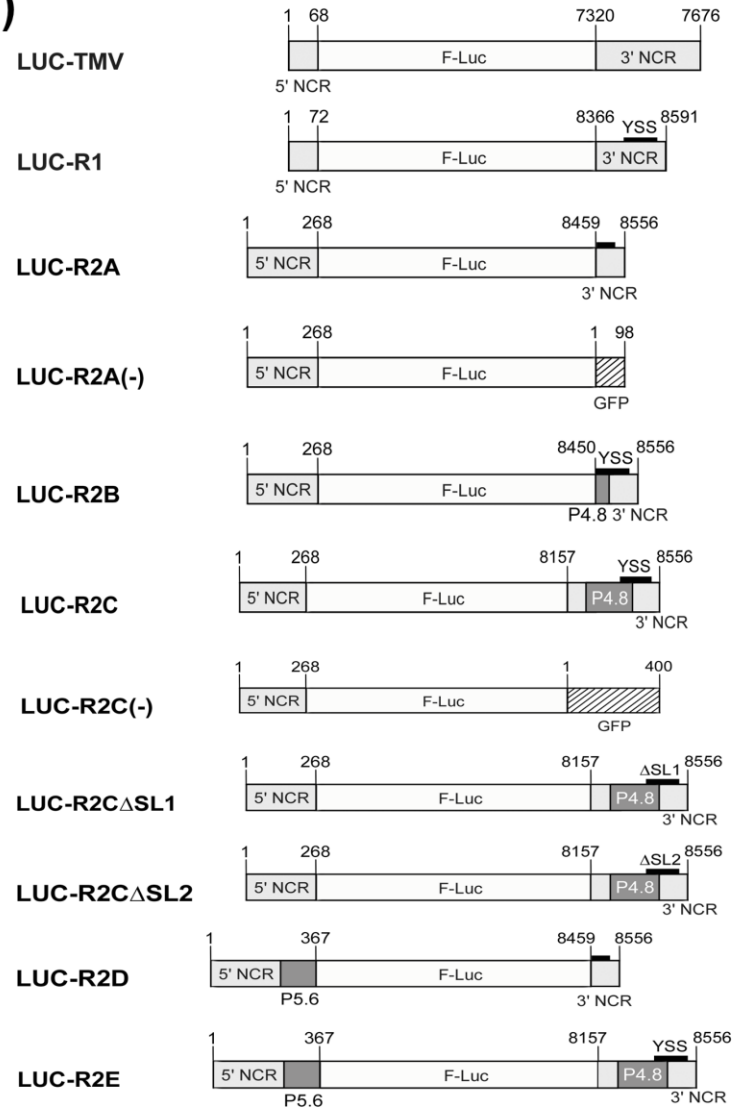 )
1 68 7320 7676
LUC-TMV F-Luc 3' NCR
5' NCR
1 72 8366 8591
YSS
LUC-R1 F-Luc 3' NCR
5' NCR
1 268 8459 8556
LUC-R2A 5' NCR F-Luc
3' NCR
1 268 1 98
LUC-R2A(-) 5' NCR F-Luc
GFP
1 268 8450 8556
YSS
LUC-R2B 5' NCR F-Luc
P4.8 3' NCR
1 268 8157 8556
YSS
LUC-R2C 5' NCR F-Luc P4.8
3' NCR
1 268 1 400
LUC-R2C(-) 5' NCR F-Luc
GFP
1 268 8157 8556
ΔSL1
LUC-R2CΔSL1 5' NCR F-Luc P4.8
3' NCR
1 268 8157 8556
ΔSL2
LUC-R2CΔSL2 5' NCR F-Luc P4.8
3' NCR
1 367 8459 8556
LUC-R2D 5' NCR F-Luc
P5.6 3' NCR
1 367 8157 8556
YSS
LUC-R2E 5' NCR F-Luc P4.8
P5.6 3' NCR